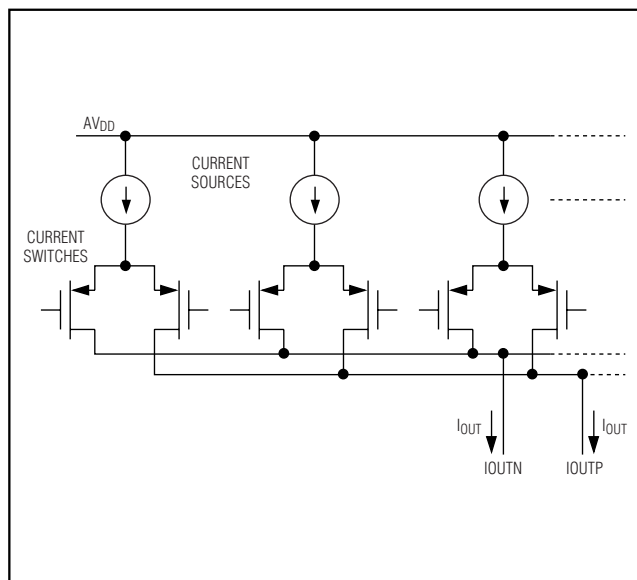 AVDD
CURRENT
SOURCES
CURRENT
SWITCHES
IOUT
IOUT
IOUTN
IOUTP